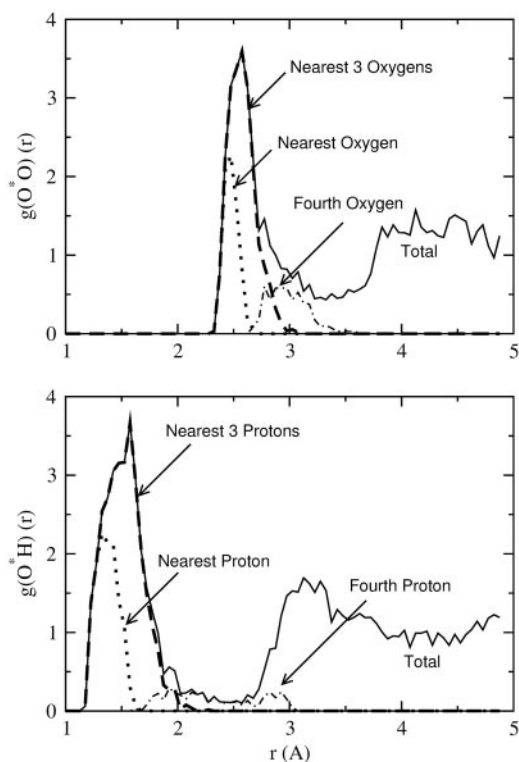 4
Nearest 3 Oxygens
3
Nearest Oxygen
g(O*O) (r)
2
Fourth Oxygen
1
Total
0
1 2 3 4 5
4
Nearest 3 Protons
3
g(O*H) (r)
Nearest Proton
2
Fourth Proton
1
Total
0
1 2 3 4 5
r (A)